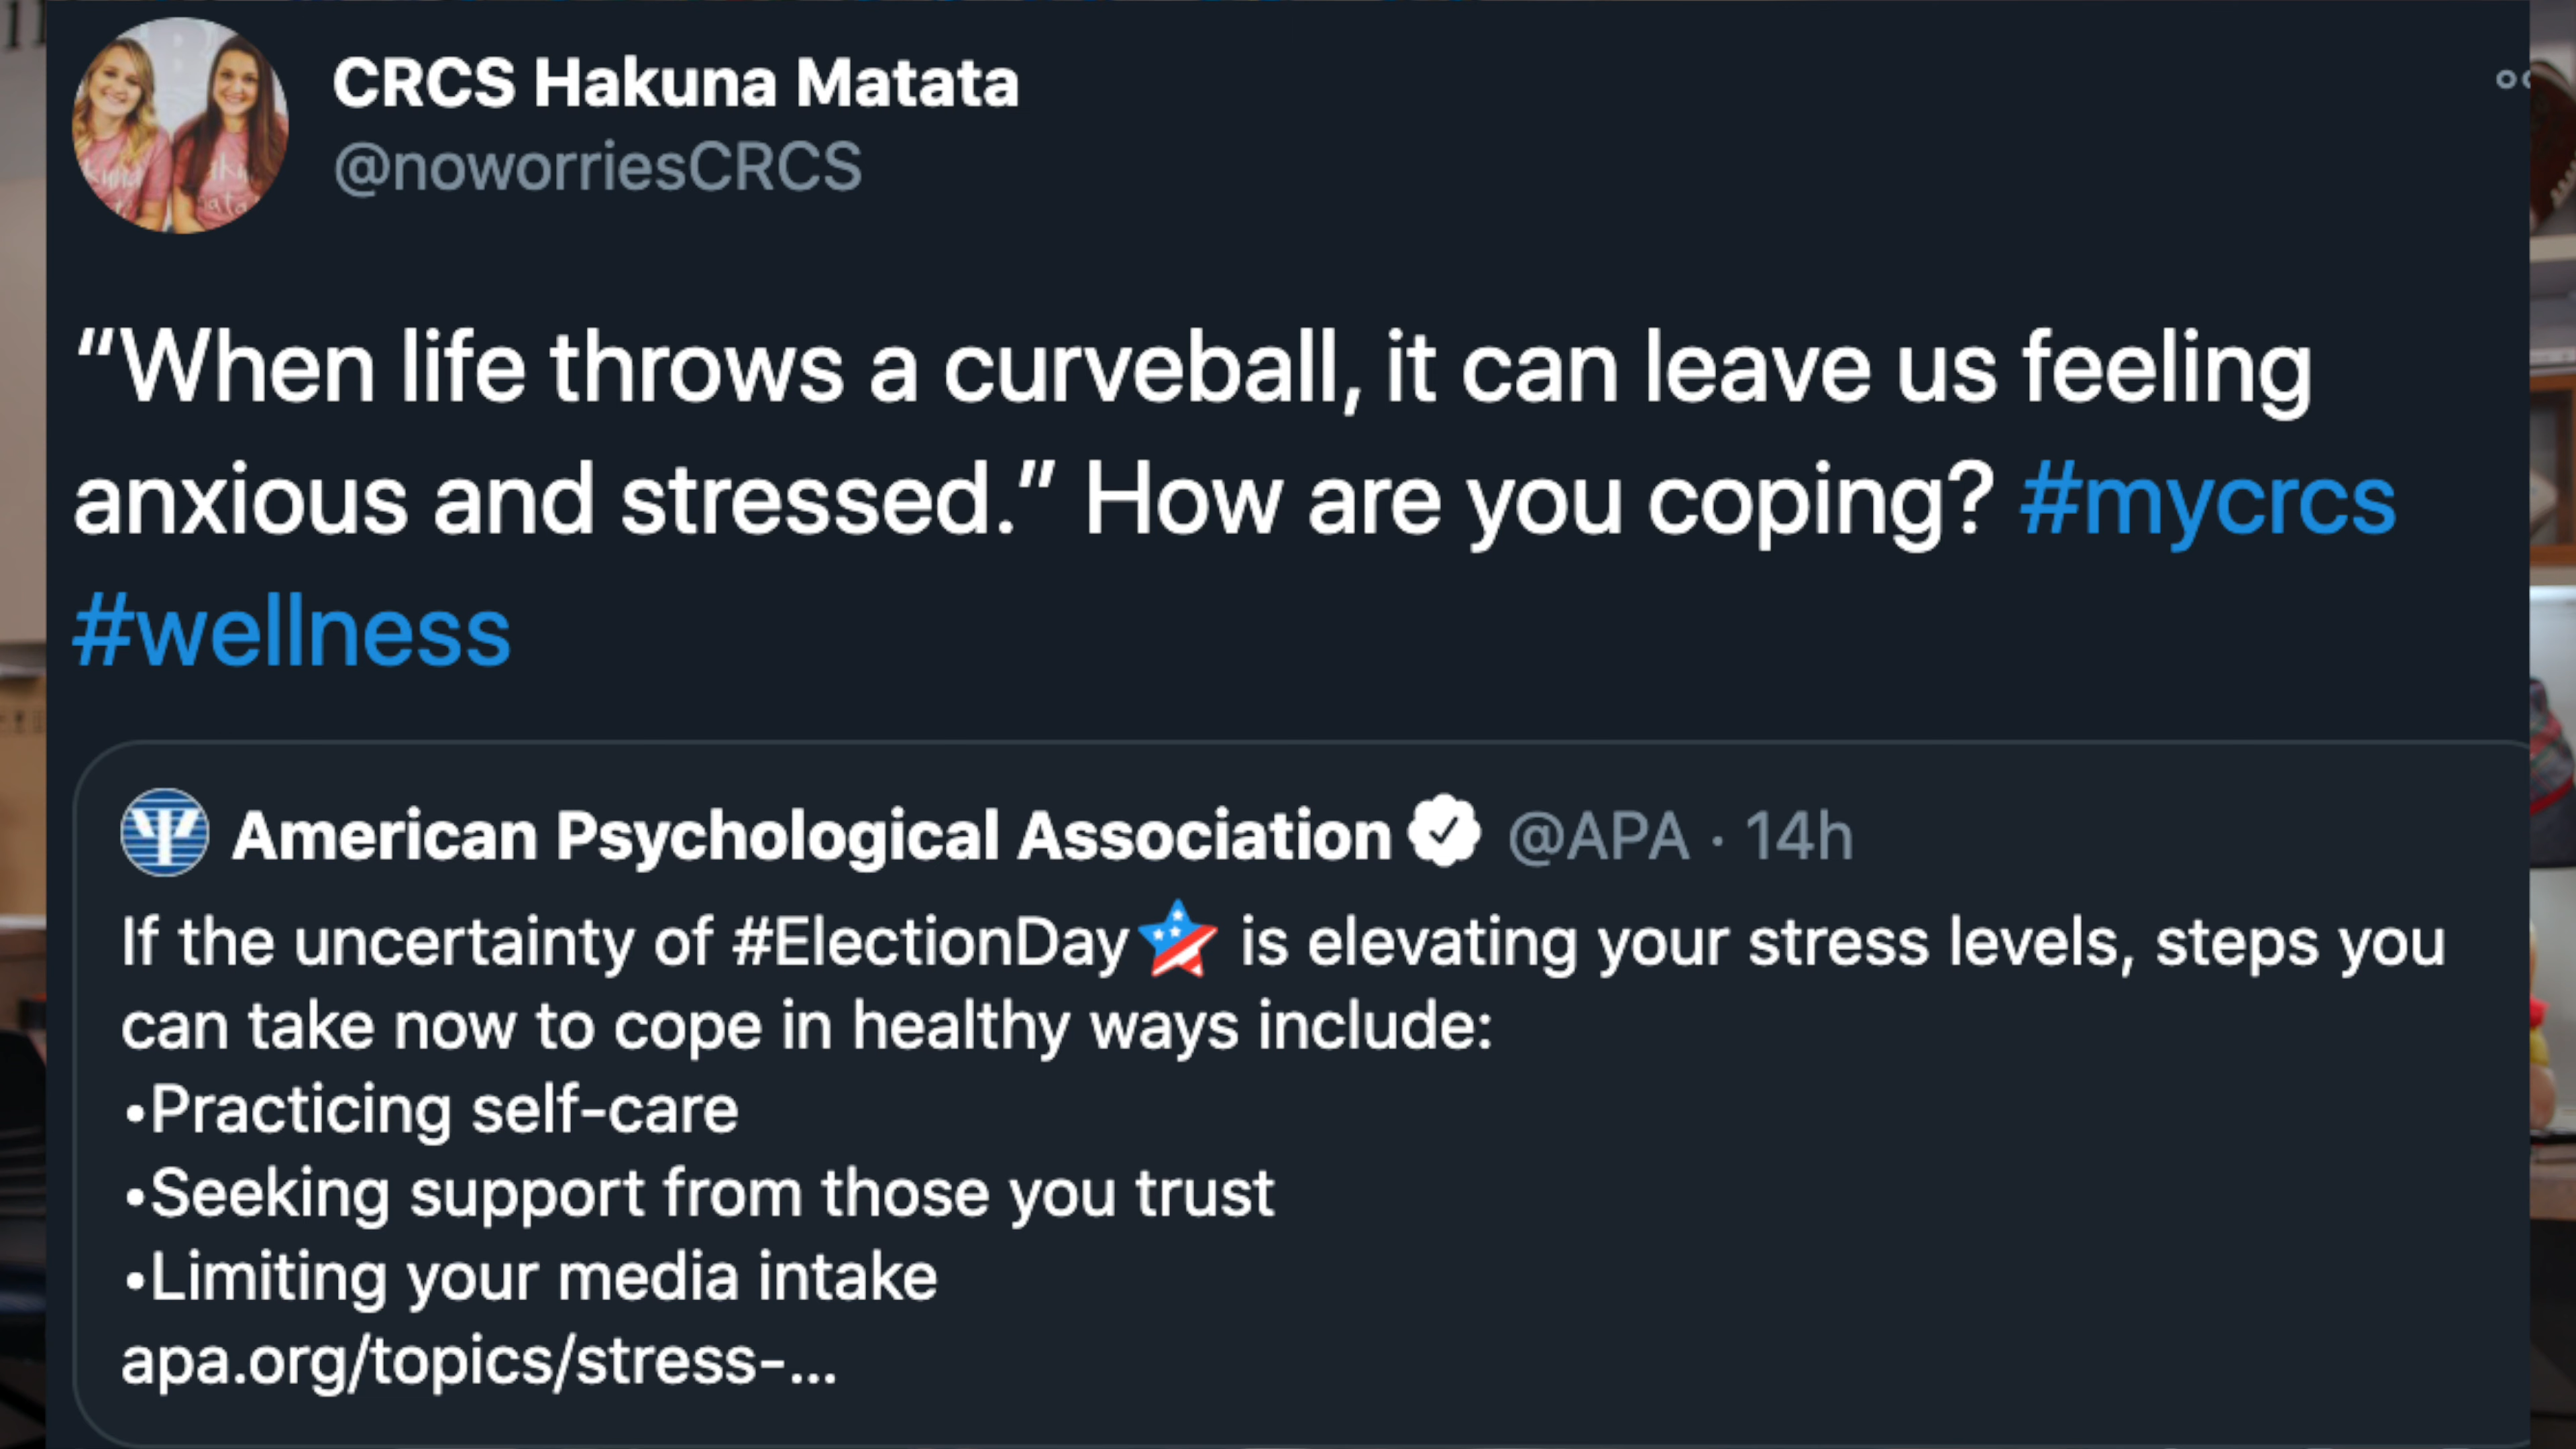 CRCS Hakuna Matata
@noworriesCRCS
“When life throws a curveball, it can leave us feeling
anxious and stressed.” How are you coping? #mycrcs
#wellness
American Psychological Association @APA · 14h
If the uncertainty of #ElectionDay is elevating your stress levels, steps you
can take now to cope in healthy ways include:
•Practicing self-care
•Seeking support from those you trust
•Limiting your media intake
apa.org/topics/stress-...